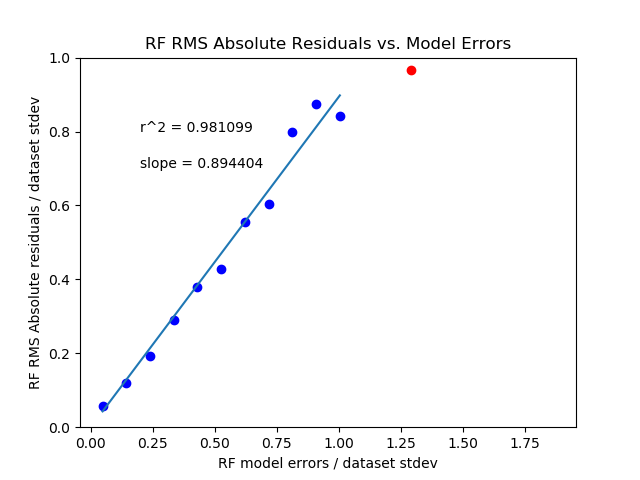 RF RMS Absolute Residuals vs. Model Errors
1.0
0.8
0.6
0.4
0.2
0.0
RF RMS Absolute residuals / dataset stdev
r^2 = 0.981099
slope = 0.894404
0.00 0.25 0.50 0.75 1.00 1.25 1.50 1.75
RF model errors / dataset stdev